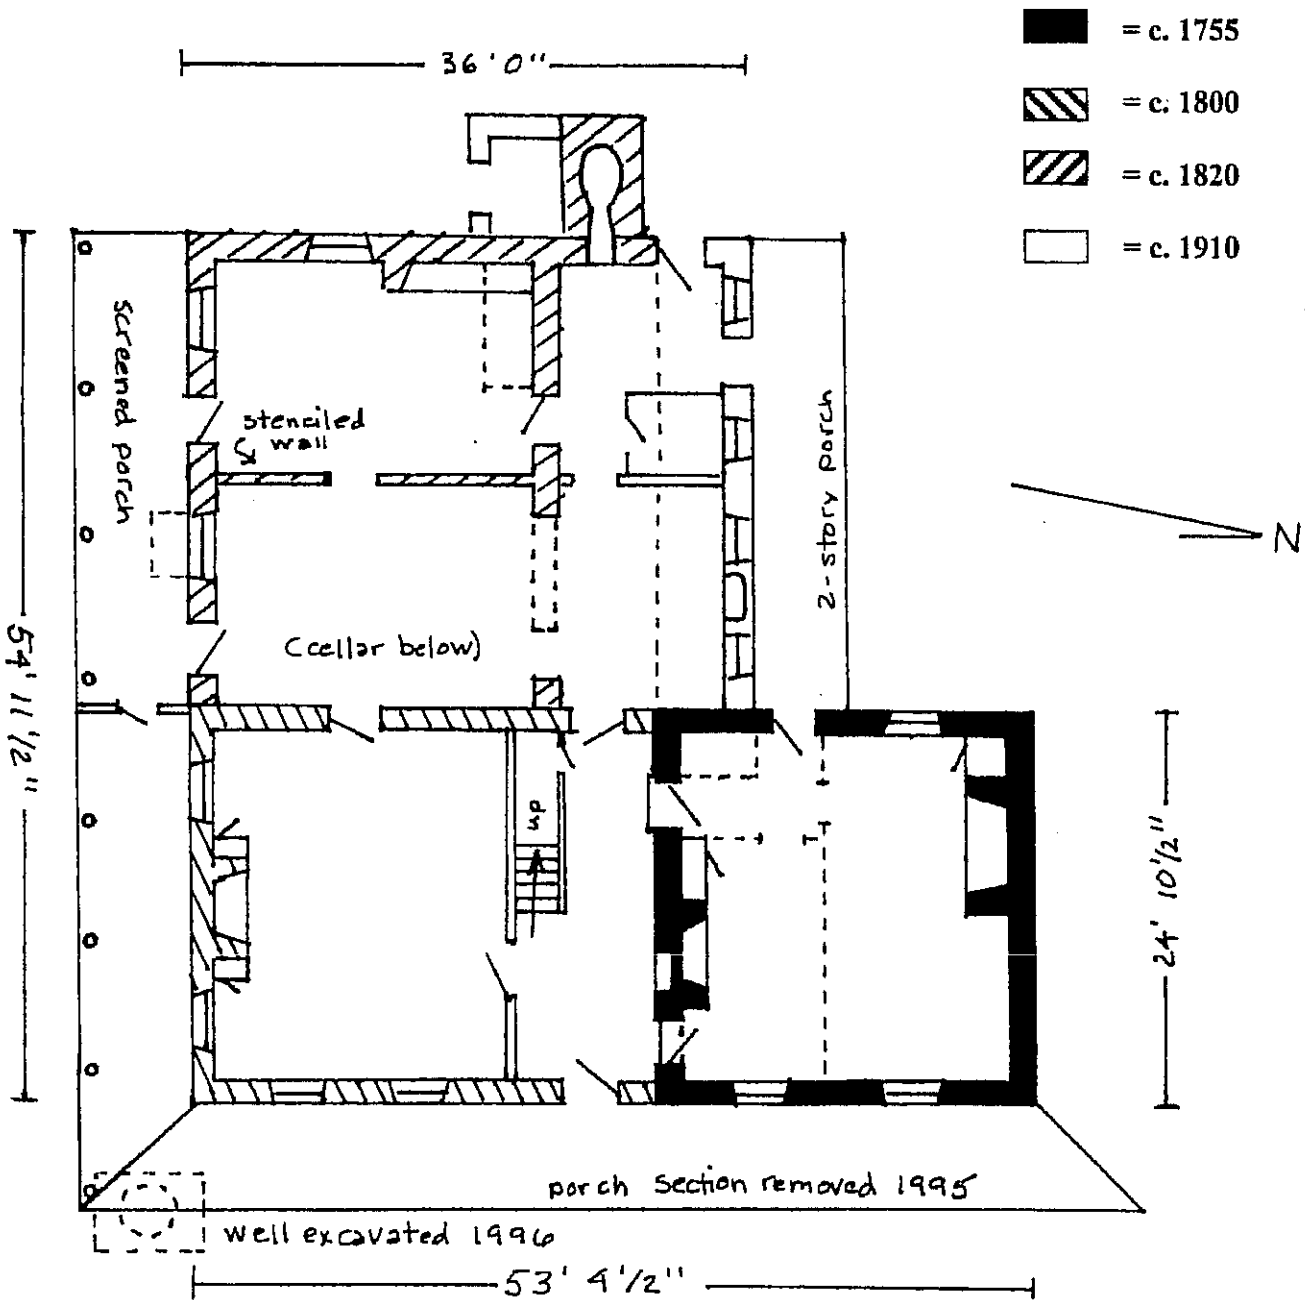 = c. 1755
= c. 1800
= c. 1820
= c. 1910
36'0"
screened porch
stenciled
wall
2-story porch
N
(cellar below)
54' 11 1/2"
up
24' 10 1/2"
porch section removed 1995
well excavated 1996
53' 4 1/2"